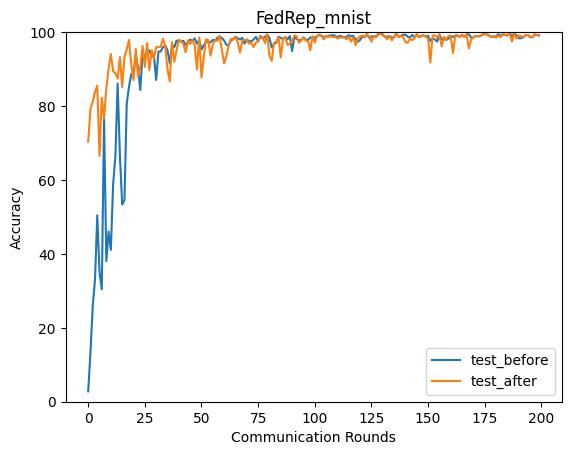 FedRep_mnist
100
80
60
40
20
0
Accuracy
0 25 50 75 100 125 150 175 200
Communication Rounds
test_before
test_after